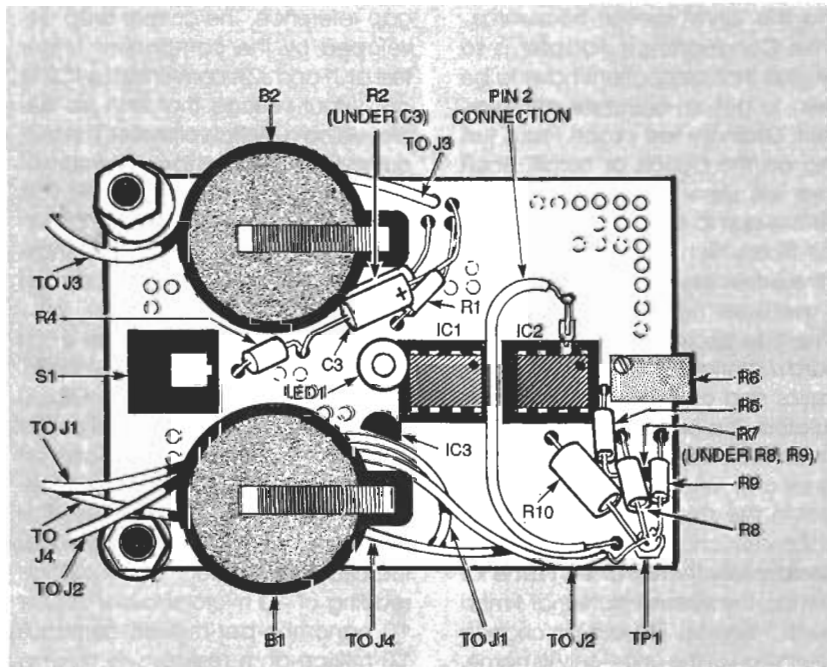 B2
R2
(UNDER C3)
PIN 2
CONNECTION
TO J3
TO J3
R4
S1
C3
+
R1
LED1
IC1
IC2
IC3
R6
R5
R7
(UNDER R8, R9)
R9
R8
R10
TO J1
TO
J4
TO J2
B1
TO J4
TO J1
TO J2
TP1